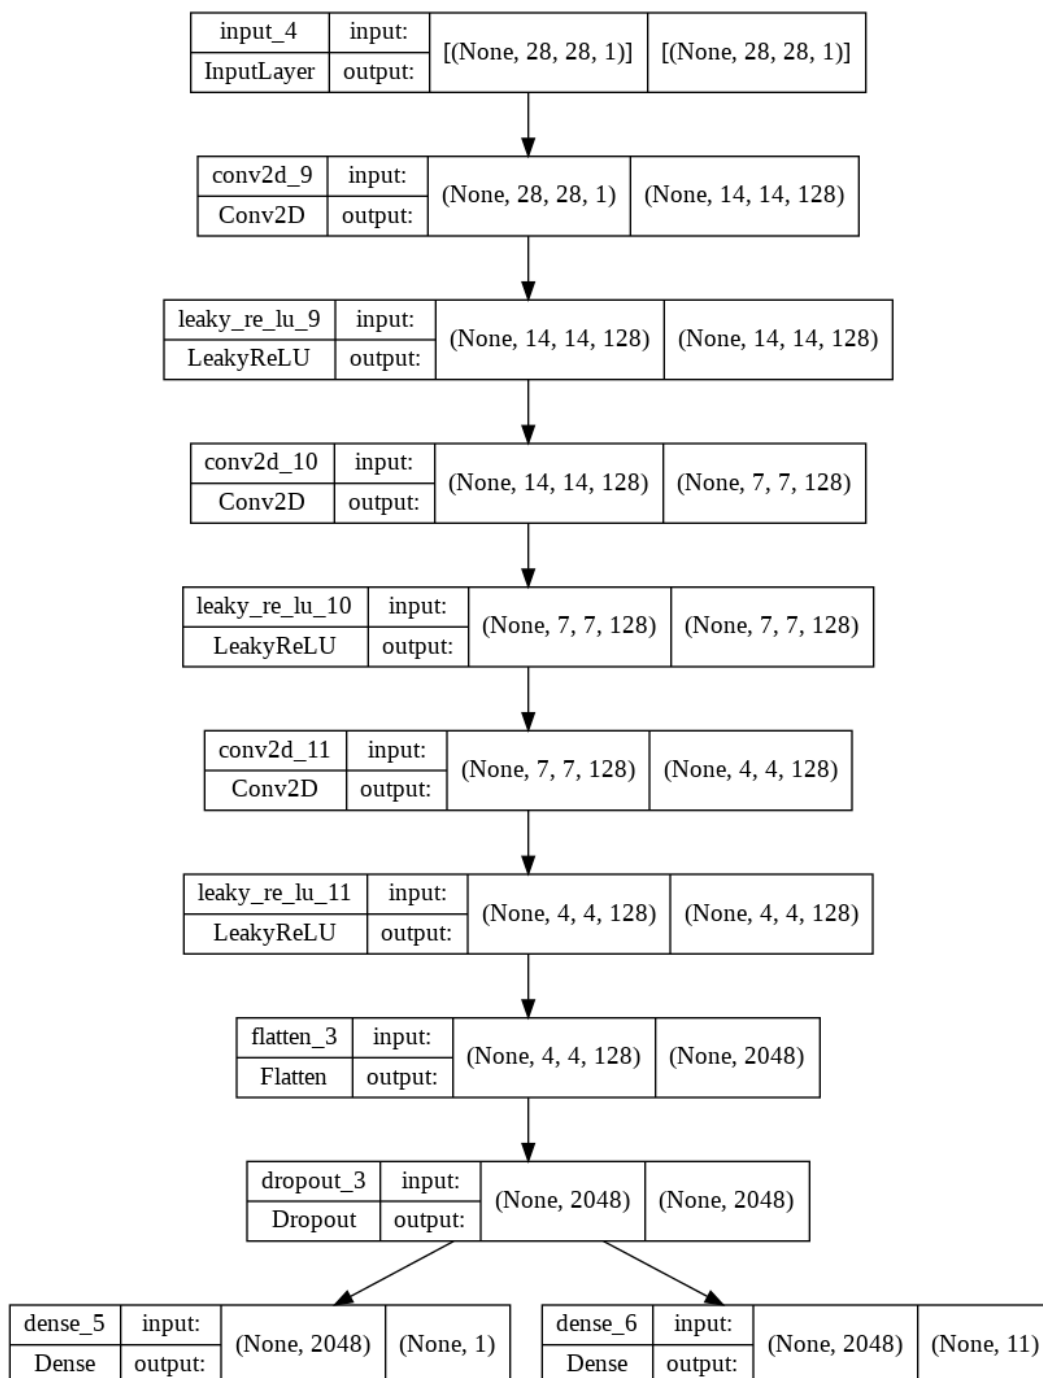 input_4 input: [(None, 28, 28, 1)] [(None, 28, 28, 1)]
InputLayer output:
conv2d_9 input: (None, 28, 28, 1) (None, 14, 14, 128)
Conv2D output:
leaky_re_lu_9 input: (None, 14, 14, 128) (None, 14, 14, 128)
LeakyReLU output:
conv2d_10 input: (None, 14, 14, 128) (None, 7, 7, 128)
Conv2D output:
leaky_re_lu_10 input: (None, 7, 7, 128) (None, 7, 7, 128)
LeakyReLU output:
conv2d_11 input: (None, 7, 7, 128) (None, 4, 4, 128)
Conv2D output:
leaky_re_lu_11 input: (None, 4, 4, 128) (None, 4, 4, 128)
LeakyReLU output:
flatten_3 input: (None, 4, 4, 128) (None, 2048)
Flatten output:
dropout_3 input: (None, 2048) (None, 2048)
Dropout output:
dense_5 input: (None, 2048) (None, 1)
Dense output:
dense_6 input: (None, 2048) (None, 11)
Dense output: